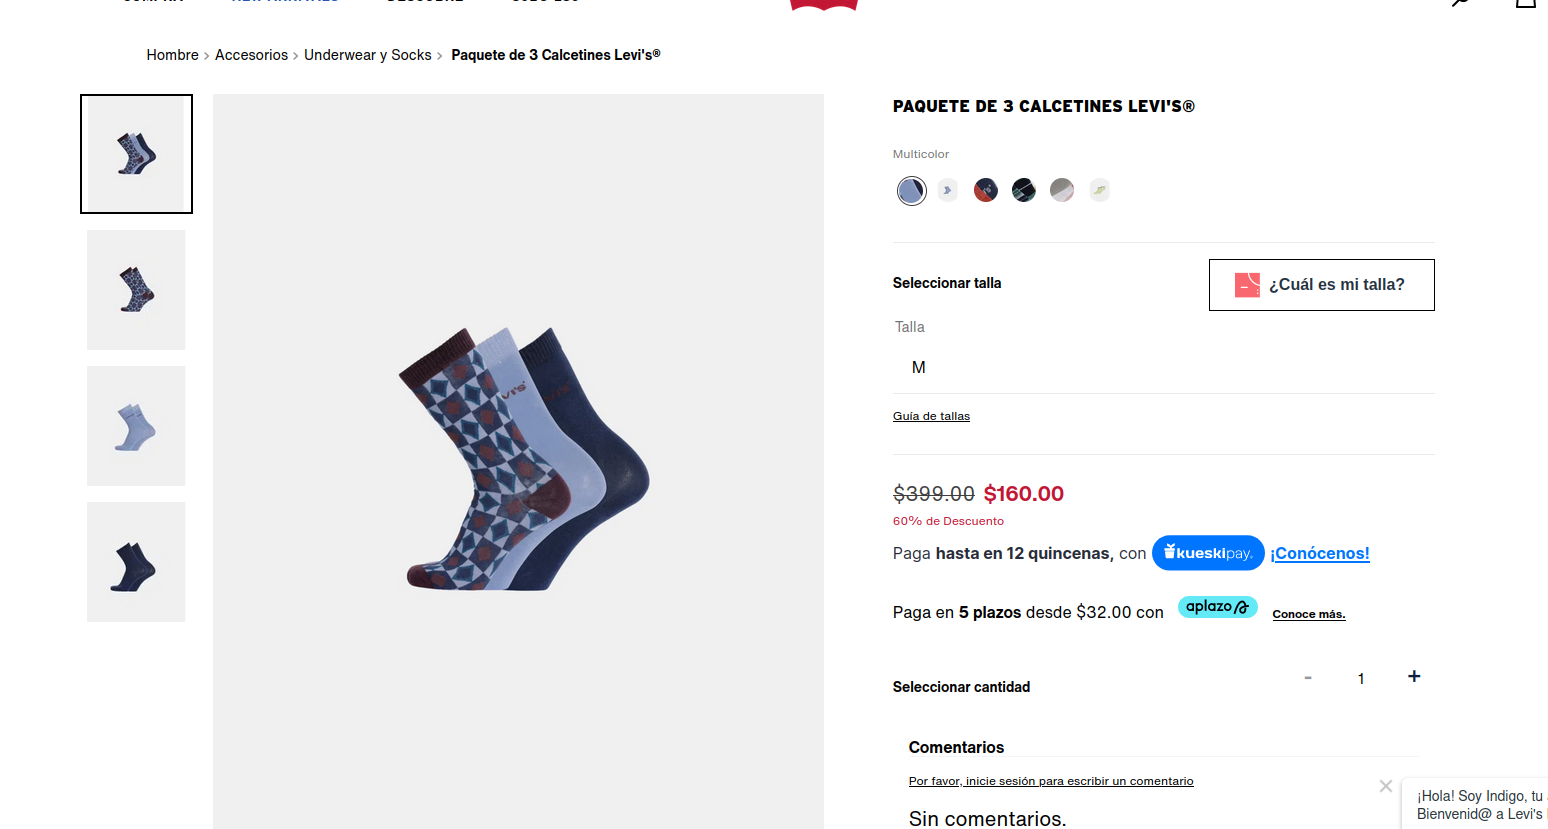 Hombre > Accesorios > Underwear y Socks > Paquete de 3 Calcetines Levi's®
PAQUETE DE 3 CALCETINES LEVI'S®
Multicolor
Seleccionar talla
¿Cuál es mi talla?
Talla
M
Guía de tallas
$399.00 $160.00
60% de Descuento
Paga hasta en 12 quincenas, con kueskipay. ¡Conócenos!
Paga en 5 plazos desde $32.00 con aplazo Conoce más.
Seleccionar cantidad
- 1 +
Comentarios
Por favor, inicie sesión para escribir un comentario
Sin comentarios.
¡Hola! Soy Indigo, tu
Bienvenid@ a Levi's